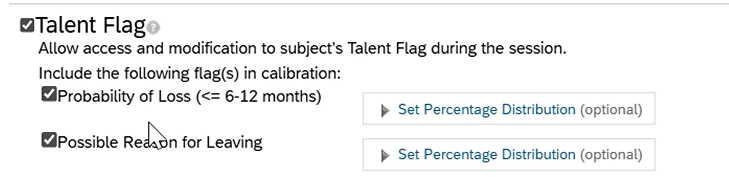 Talent Flag
Allow access and modification to subject's Talent Flag during the session.
Include the following flag(s) in calibration:
Probability of Loss (<= 6-12 months)
Set Percentage Distribution (optional)
Possible Reason for Leaving
Set Percentage Distribution (optional)